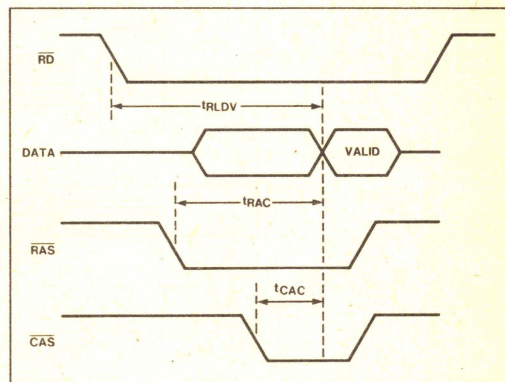 RD
tRLDV
DATA
VALID
tRAC
RAS
tCAC
CAS